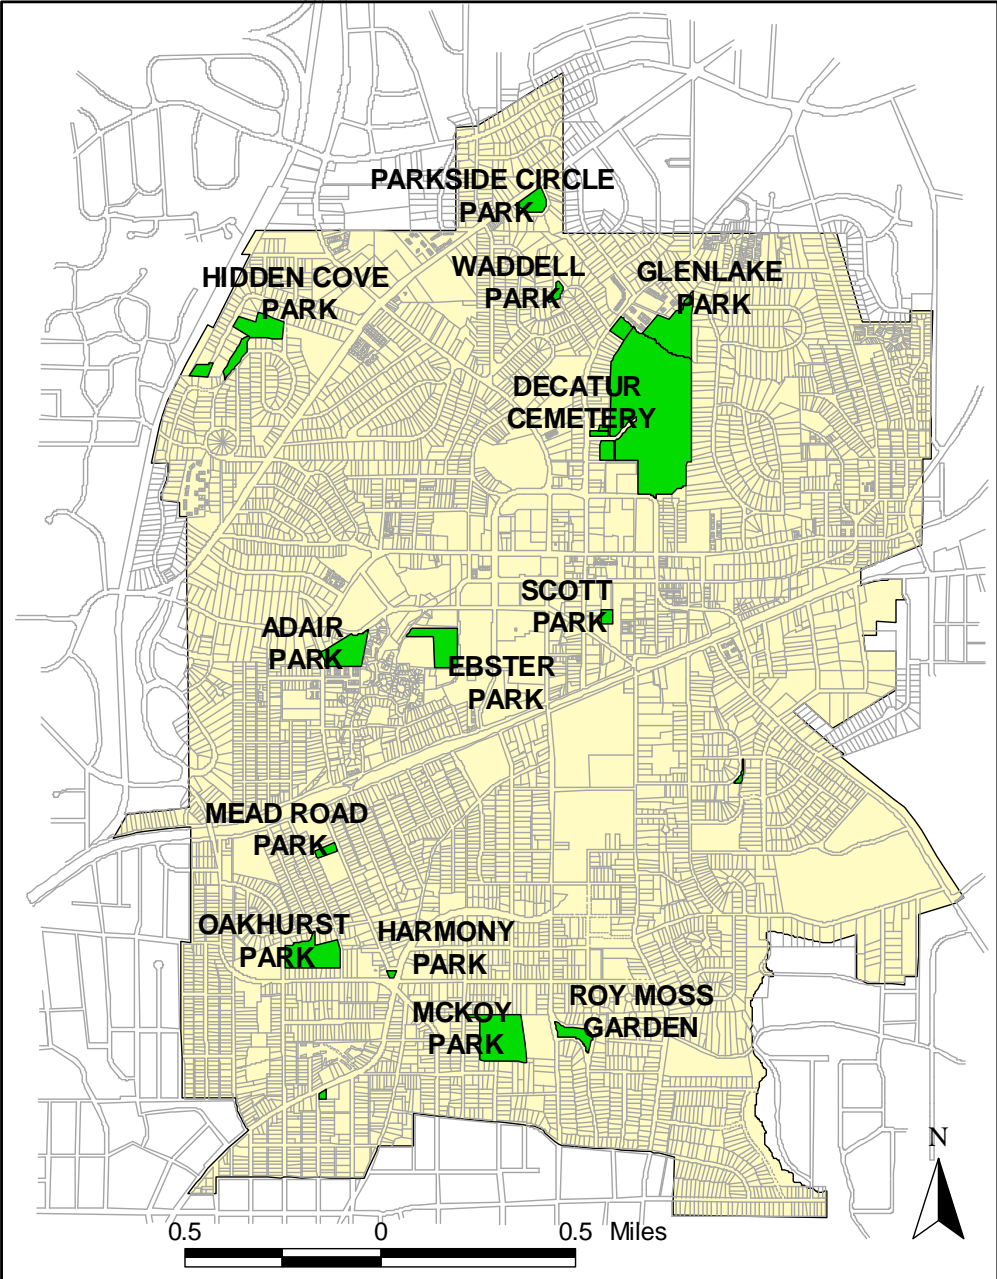 PARKSIDE CIRCLE
PARK
WADDELL
PARK
GLENLAKE
PARK
HIDDEN COVE
PARK
DECATUR
CEMETERY
SCOTT
PARK
ADAIR
PARK
EBSTER
PARK
MEAD ROAD
PARK
OAKHURST
PARK
HARMONY
PARK
MCKOY
PARK
ROY MOSS
GARDEN
N
0.5 0 0.5 Miles